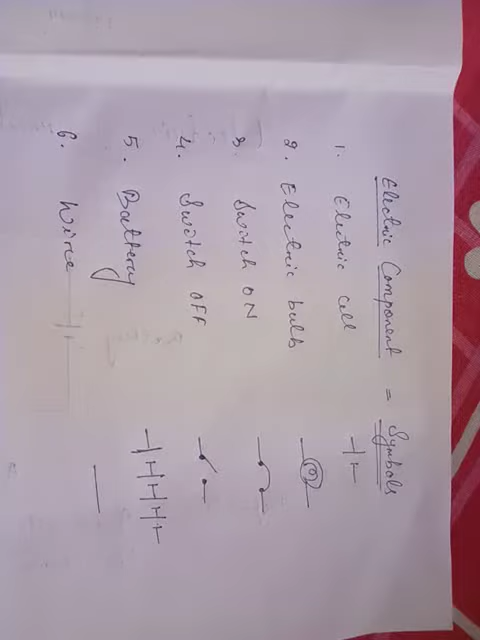 Electric Component = Symbols
1. Electric cell
2. Electric bulb
3. Switch ON
4. Switch OFF
5. Battery
6. Wire